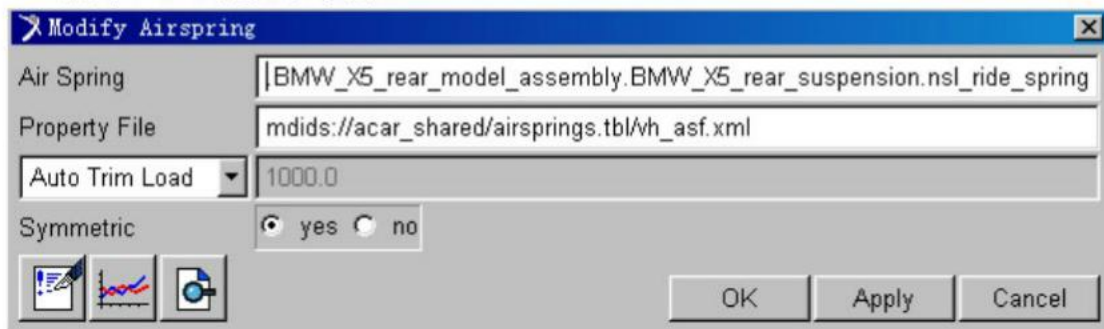 Modify Airspring
Air Spring .BMW_X5_rear_model_assembly.BMW_X5_rear_suspension.nsl_ride_spring
Property File mdids://acar_shared/airsprings.tbl/vh_asf.xml
Auto Trim Load 1000.0
Symmetric yes no
OK Apply Cancel